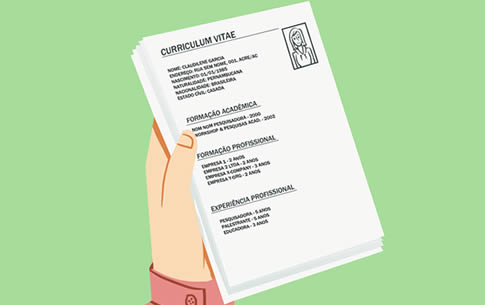 CURRICULUM VITAE
NOME: CLAUDILENE GARCIA
ENDEREÇO: RUA SEM NOME, 001, ACRE/AC
NASCIMENTO: 01/01/1985
NATURALIDADE: PERNAMBUCANA
NACIONALIDADE: BRASILEIRA
ESTADO CIVIL: CASADA
FORMAÇÃO ACADÊMICA
NOM NOM PESQUISADORA - 2000
WORKSHOP & PESQUISAS ACAD. - 2002
FORMAÇÃO PROFISSIONAL
EMPRESA 1 - 2 ANOS
EMPRESA 2 LTDA - 2 ANOS
EMPRESA X-COMPANY - 3 ANOS
EMPRESA Y-ORG - 2 ANOS
EXPERIÊNCIA PROFISSIONAL
PESQUISADORA - 5 ANOS
PALESTRANTE - 5 ANOS
EDUCADORA - 3 ANOS